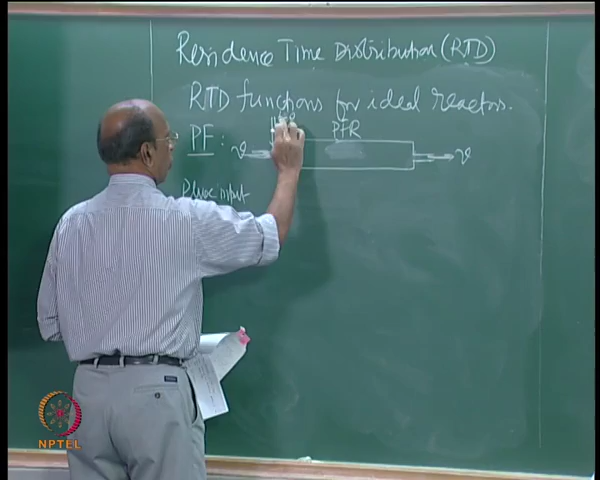 Residence Time Distribution (RTD)
RTD functions for ideal reactors.
PF:
PFR
v
v
Pulse input
NPTEL